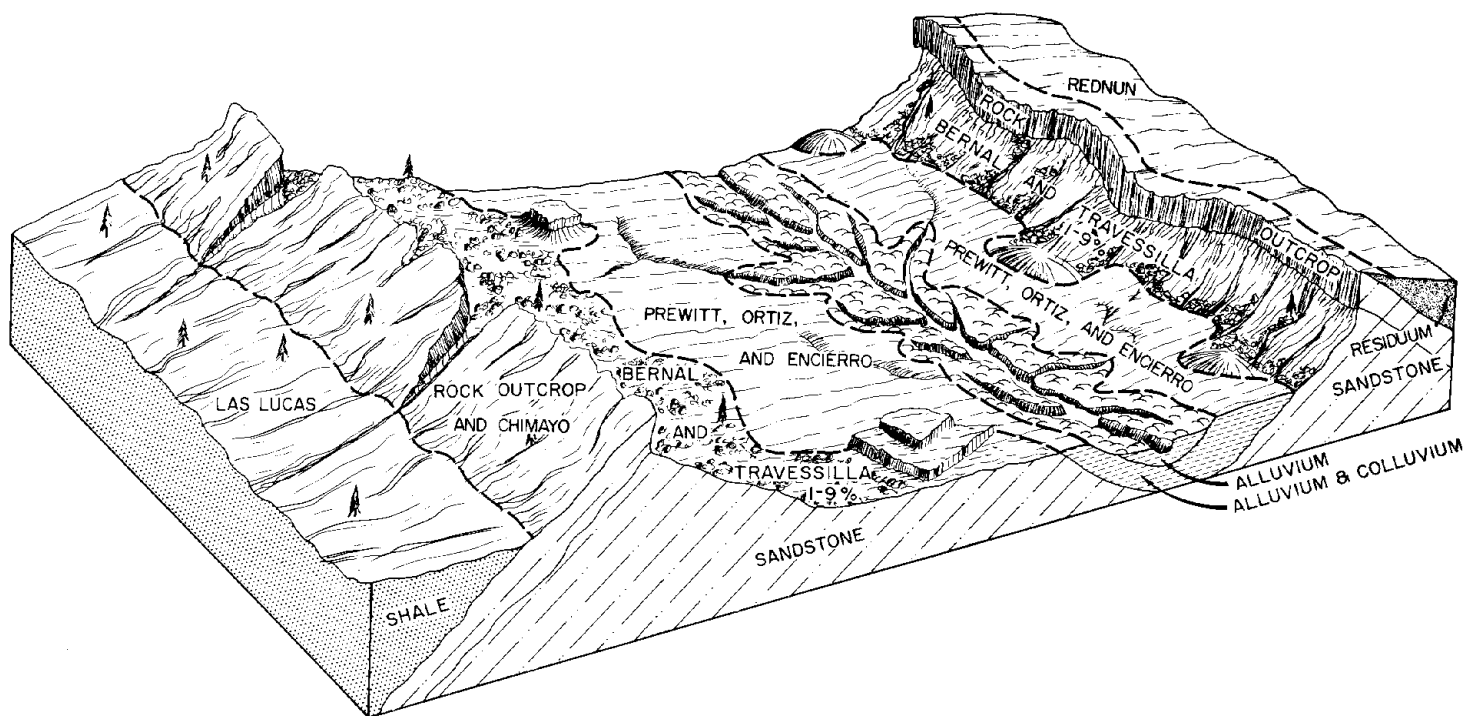 REDNUN
ROCK
OUTCROP
BERNAL
AND
TRAVESSILLA
1-9%
PREWITT, ORTIZ, AND ENCIERRO
PREWITT, ORTIZ,
AND ENCIERRO
BERNAL
AND
TRAVESSILLA
1-9%
LAS LUCAS
ROCK OUTCROP
AND CHIMAYO
RESIDUUM
SANDSTONE
ALLUVIUM
ALLUVIUM & COLLUVIUM
SANDSTONE
SHALE